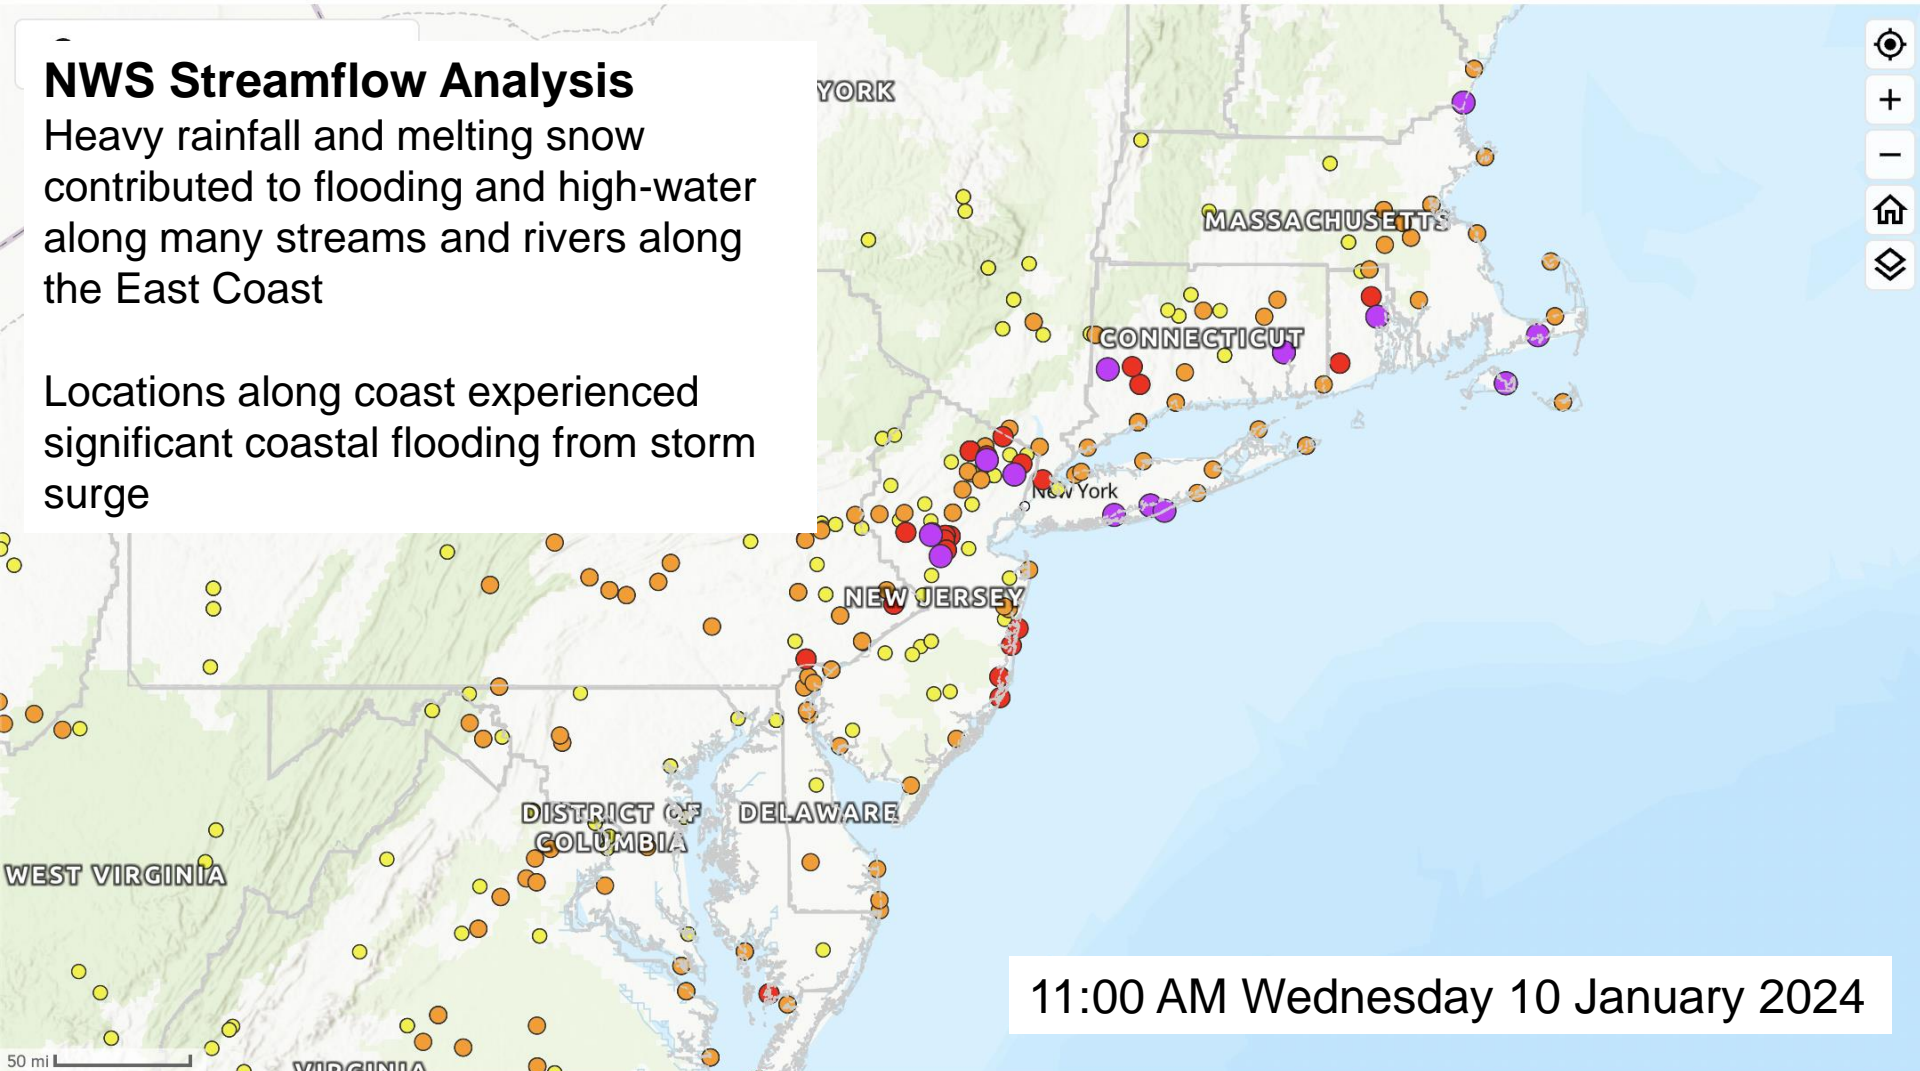 NWS Streamflow Analysis
Heavy rainfall and melting snow
contributed to flooding and high-water
along many streams and rivers along
the East Coast
Locations along coast experienced
significant coastal flooding from storm
surge
YORK
MASSACHUSETTS
CONNECTICUT
New York
NEW JERSEY
DISTRICT OF
COLUMBIA
DELAWARE
WEST VIRGINIA
VIRGINIA
11:00 AM Wednesday 10 January 2024
50 mi